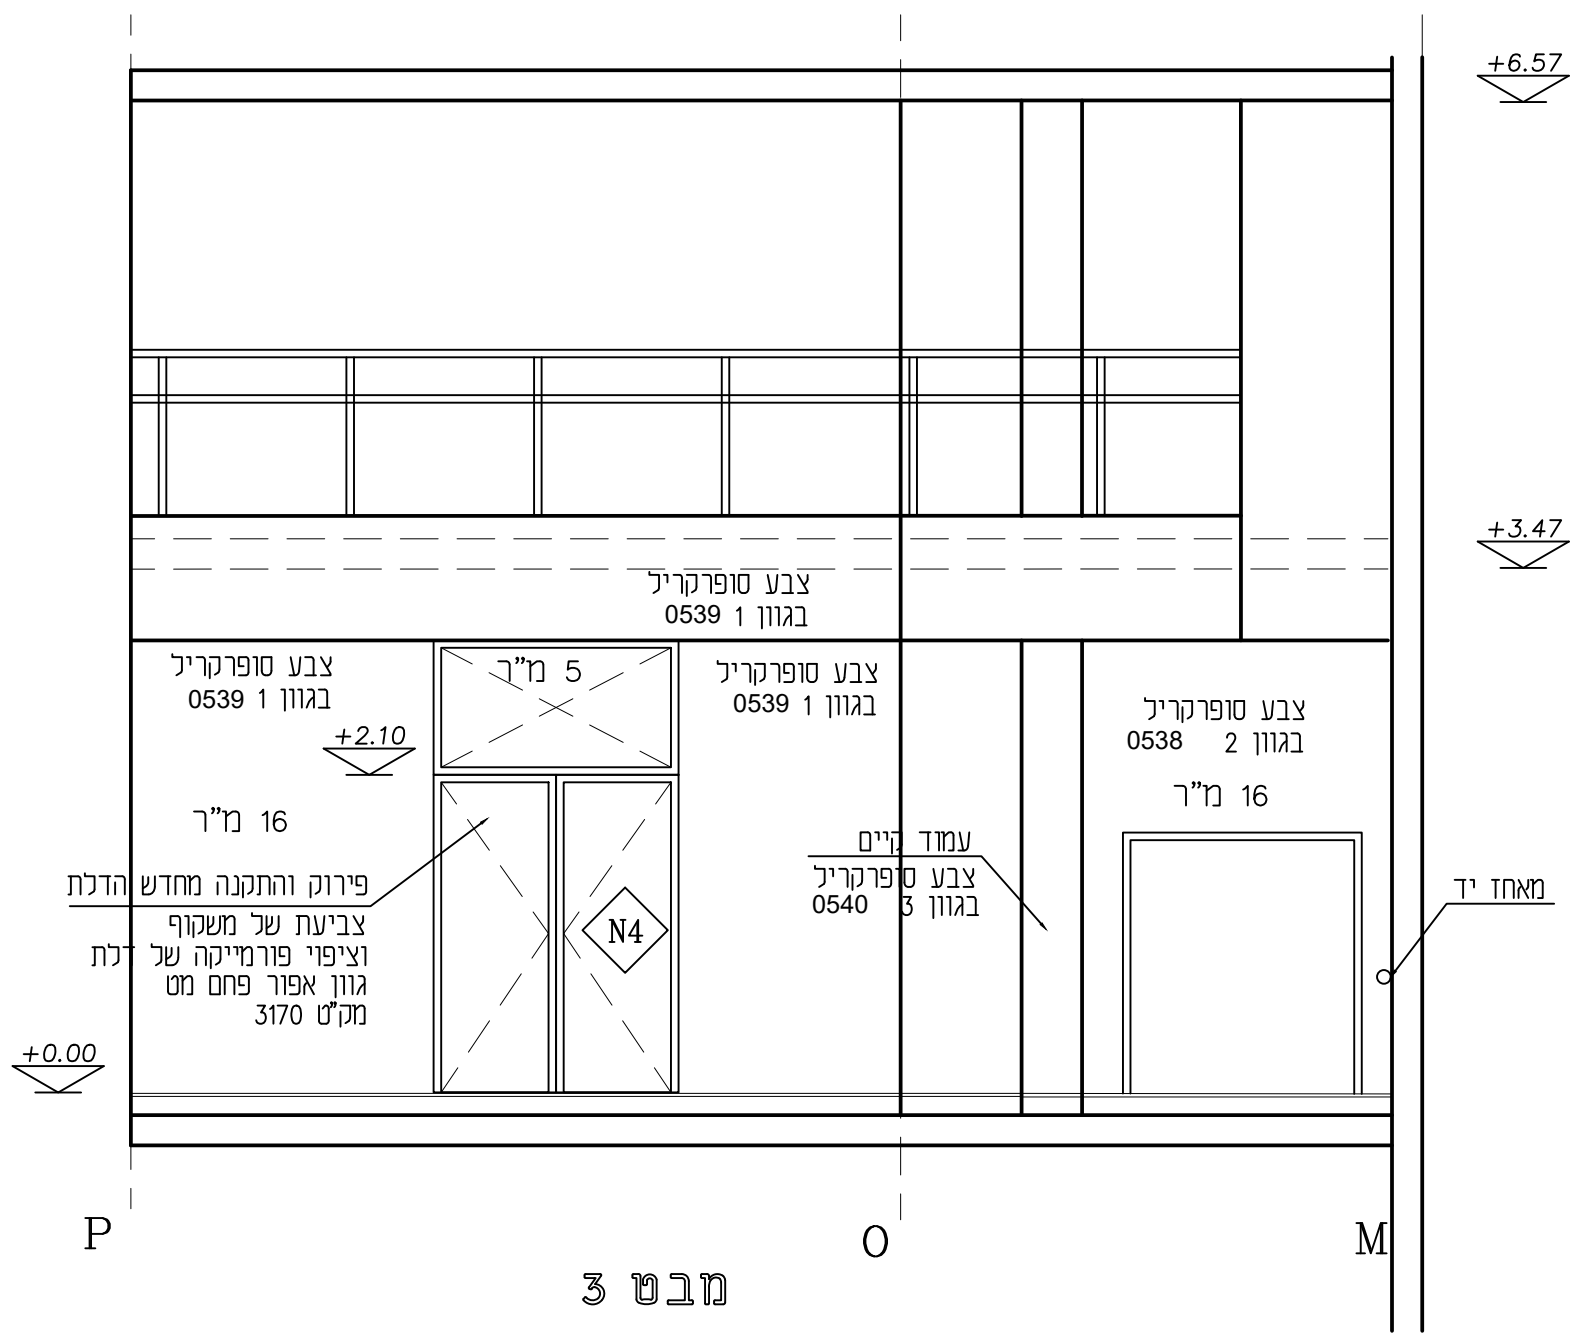 +6.57
+3.47
צבע סופרקריל
בגוון 1 0539
צבע סופרקריל
בגוון 1 0539
5 מ"ר
צבע סופרקריל
בגוון 1 0539
צבע סופרקריל
בגוון 2 0538
16 מ"ר
+2.10
16 מ"ר
עמוד קיים
צבע סופרקריל
בגוון 3 0540
מאחז יד
פירוק והתקנה מחדש הדלת
צביעת של משקוף
וציפוי פורמייקה של דלת
גוון אפור פחם מט
מק"ט 3170
N4
+0.00
P
O
M
מבט 3